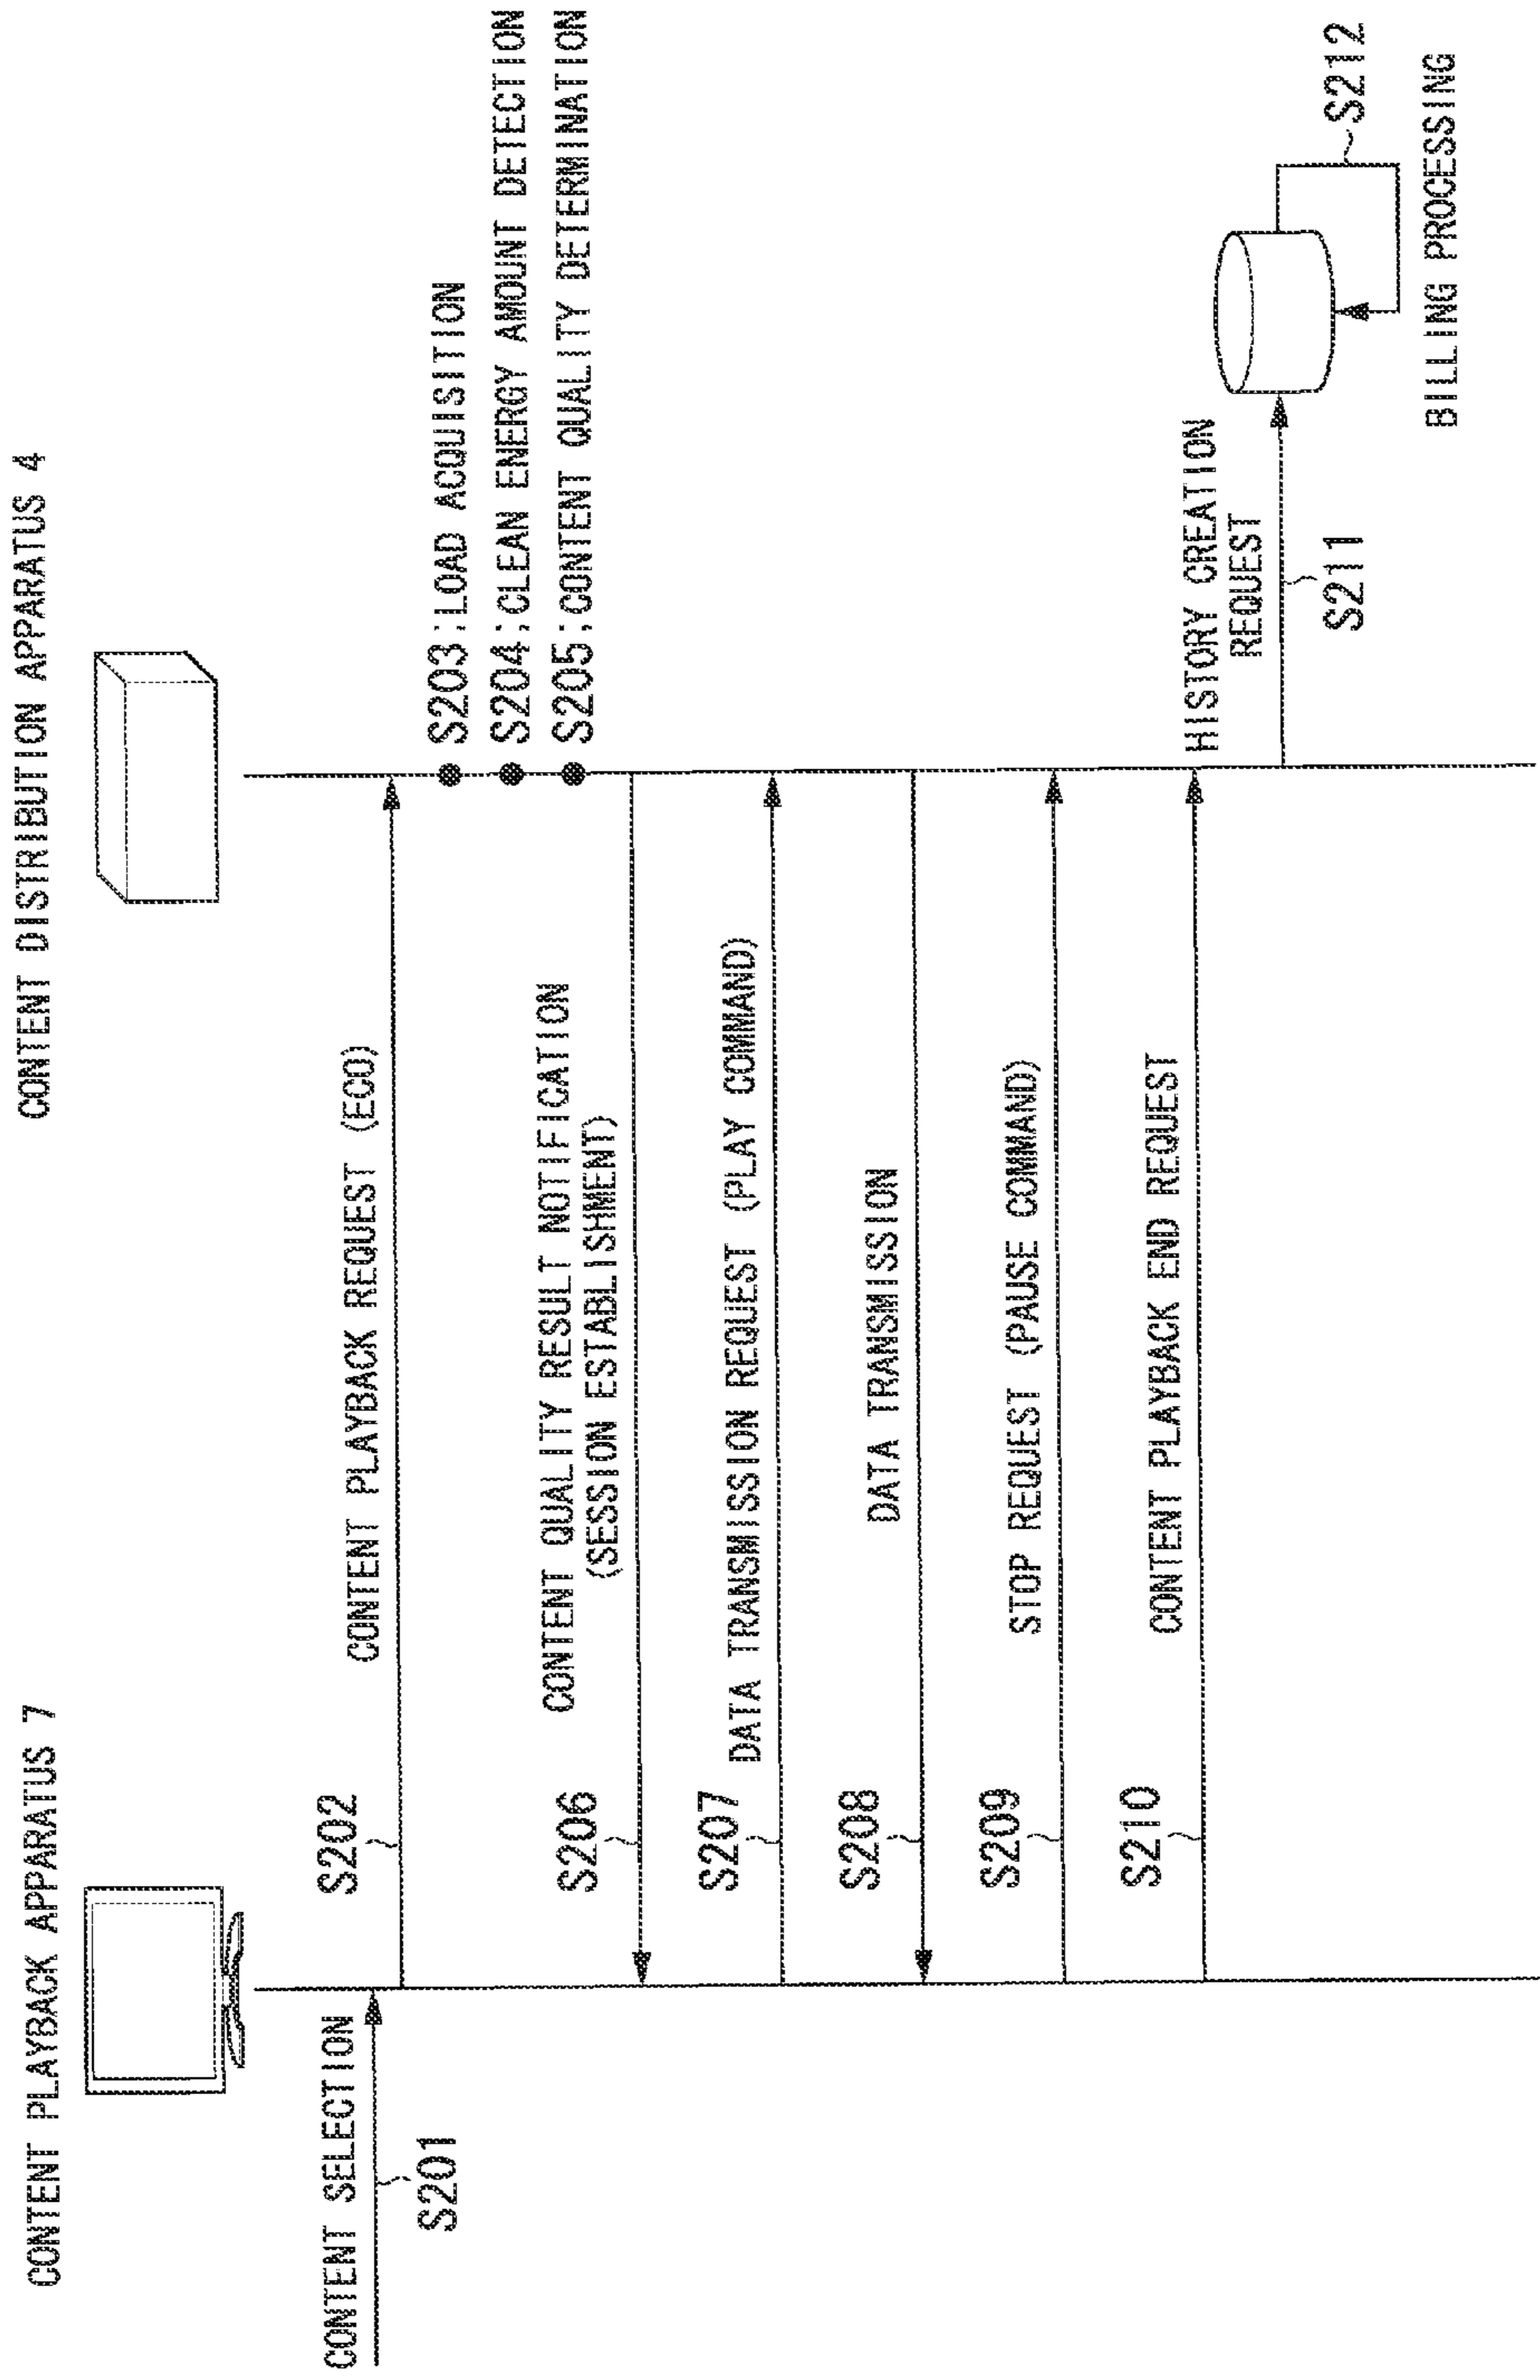 CONTENT PLAYBACK APPARATUS 7
CONTENT DISTRIBUTION APPARATUS 4
CONTENT SELECTION
S201
S202
CONTENT PLAYBACK REQUEST (ECO)
S203;LOAD ACQUISITION
S204;CLEAN ENERGY AMOUNT DETECTION
S205;CONTENT QUALITY DETERMINATION
S206
CONTENT QUALITY RESULT NOTIFICATION
(SESSION ESTABLISHMENT)
S207
DATA TRANSMISSION REQUEST (PLAY COMMAND)
S208
DATA TRANSMISSION
S209
STOP REQUEST (PAUSE COMMAND)
S210
CONTENT PLAYBACK END REQUEST
HISTORY CREATION
REQUEST
S211
S212
BILLING PROCESSING